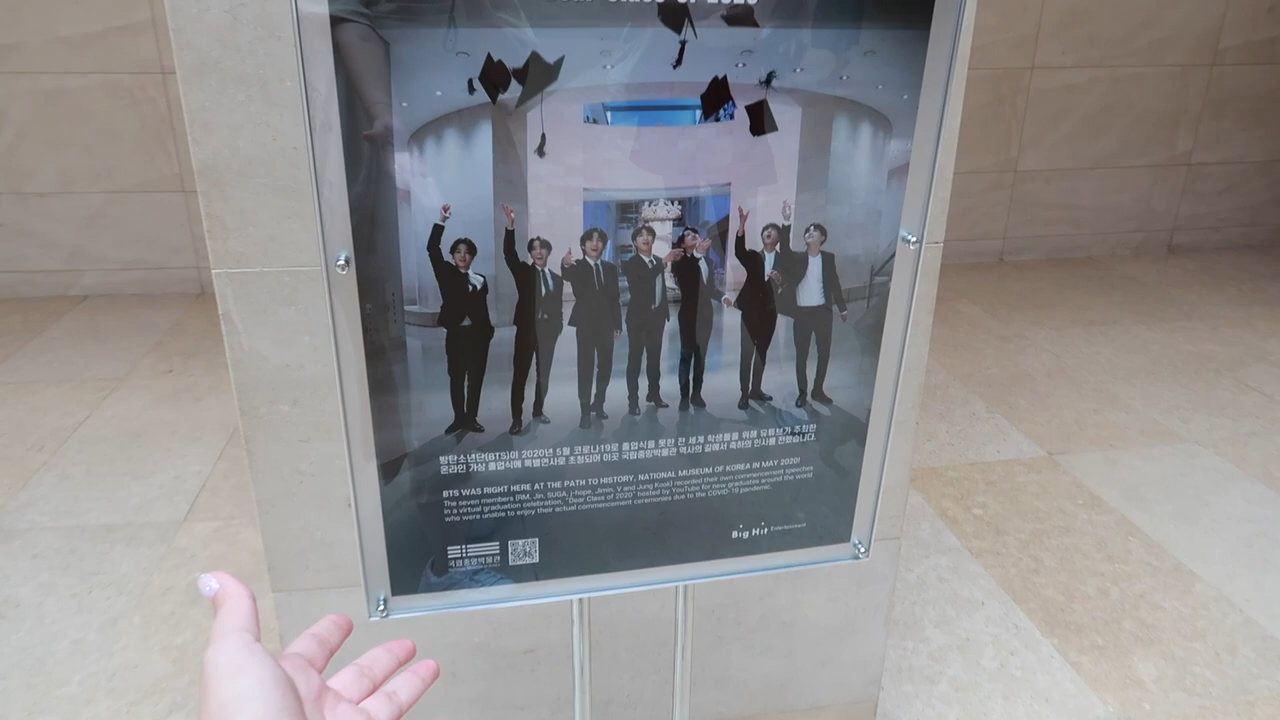 Dear Class of 2020
방탄소년단(BTS)이 2020년 5월 코로나19로 졸업식을 못한 전 세계 학생들을 위해 유튜브가 주최한
온라인 가상 졸업식에 특별연사로 초청되어 이곳 국립중앙박물관 역사의 길에서 축하의 인사를 전했습니다.
BTS WAS RIGHT HERE AT THE PATH TO HISTORY, NATIONAL MUSEUM OF KOREA IN MAY 2020!
The seven members (RM, Jin, SUGA, j-hope, Jimin, V and Jung Kook) recorded their own commencement speeches
in a virtual graduation celebration, "Dear Class of 2020" hosted by YouTube for new graduates around the world
who were unable to enjoy their actual commencement ceremonies due to the COVID-19 pandemic.
Big Hit Entertainment
국립중앙박물관
NATIONAL MUSEUM OF KOREA